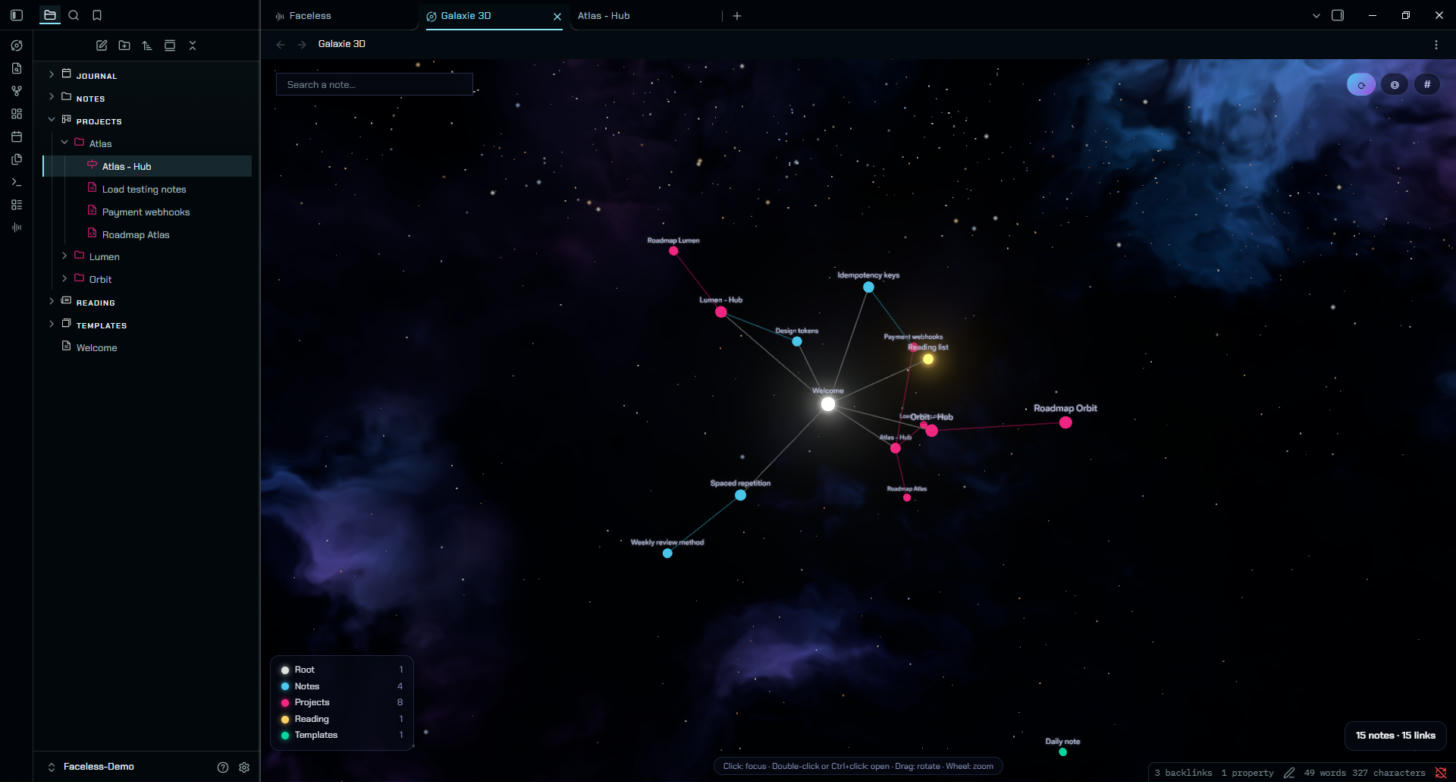 Faceless
Galaxie 3D
Atlas - Hub
Galaxie 3D
JOURNAL
NOTES
PROJECTS
Atlas
Atlas - Hub
Load testing notes
Payment webhooks
Roadmap Atlas
Lumen
Orbit
READING
TEMPLATES
Welcome
Faceless-Demo
Search a note...
#
Roadmap Lumen
Idempotency keys
Lumen - Hub
Design tokens
Payment webhooks
Reading list
Welcome
Roadmap Orbit
Orbit - Hub
Atlas - Hub
Spaced repetition
Roadmap Atlas
Weekly review method
Root 1
Notes 4
Projects 8
Reading 1
Templates 1
Daily note
15 notes · 15 links
Click: focus · Double-click or Ctrl+click: open · Drag: rotate · Wheel: zoom
3 backlinks 1 property 49 words 327 characters